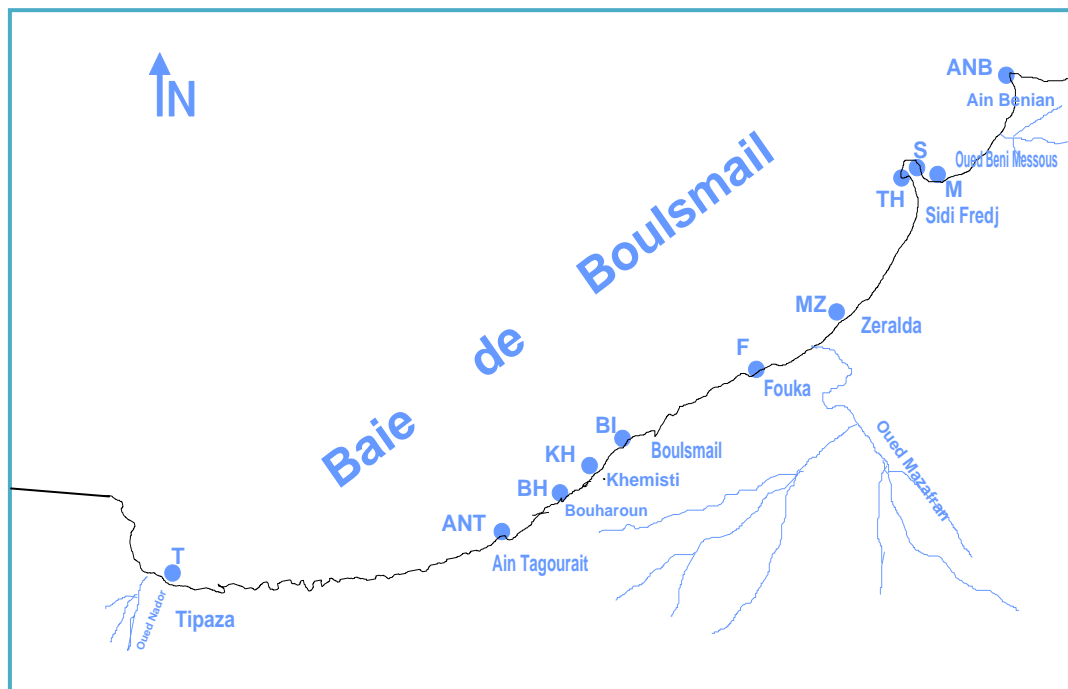 N
ANB
Ain Benian
S
Oued Beni Messous
M
TH
Sidi Fredj
Baie de Boulsmail
MZ
Zeralda
F
Fouka
BI
Boulsmail
KH
Khemisti
BH
Bouharoun
Oued Mazafran
ANT
Ain Tagourait
T
Tipaza
Oued Nador